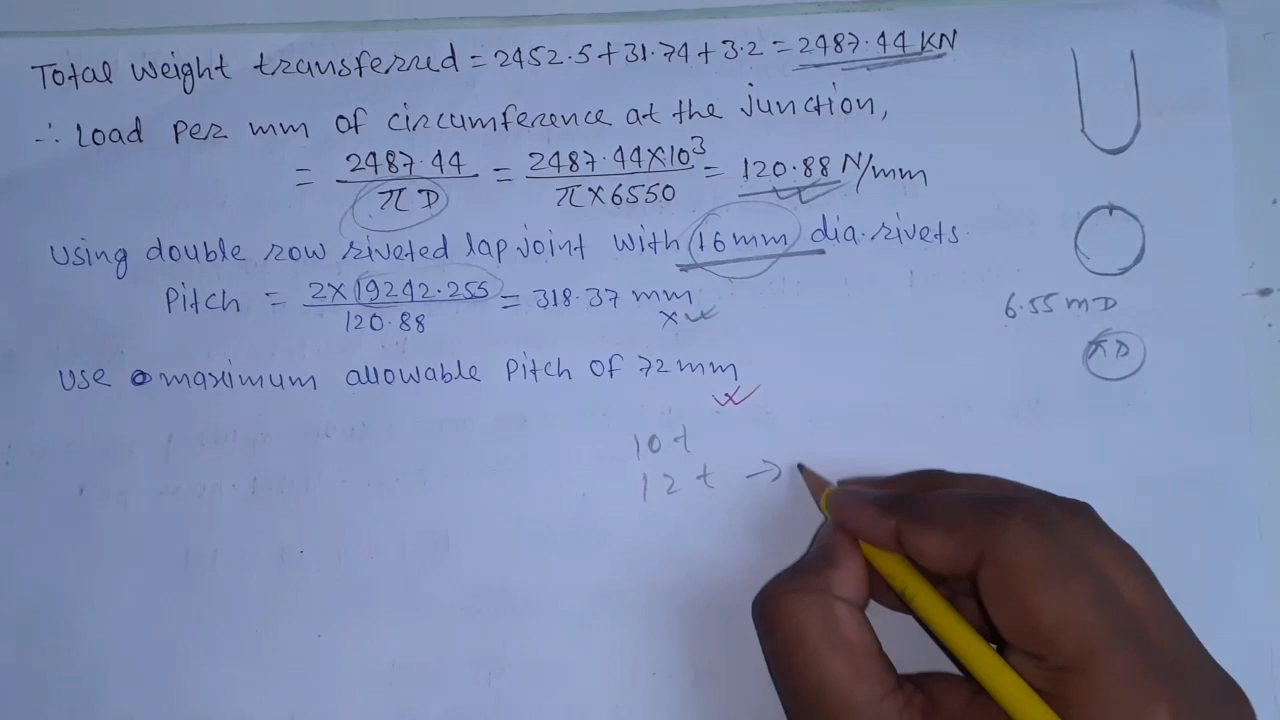 Total weight transferred = 2452.5+31.74+3.2 = 2487.44 KN
∴ Load Per mm of circumference at the junction,
= 2487.44 / πD = 2487.44×10³ / π×6550 = 120.88 N/mm
Using double row riveted lap joint with 16mm dia. rivets.
Pitch = 2×19242.255 / 120.88 = 318.37 mm
use maximum allowable pitch of 72mm
10t
12t →
6.55m D
πD